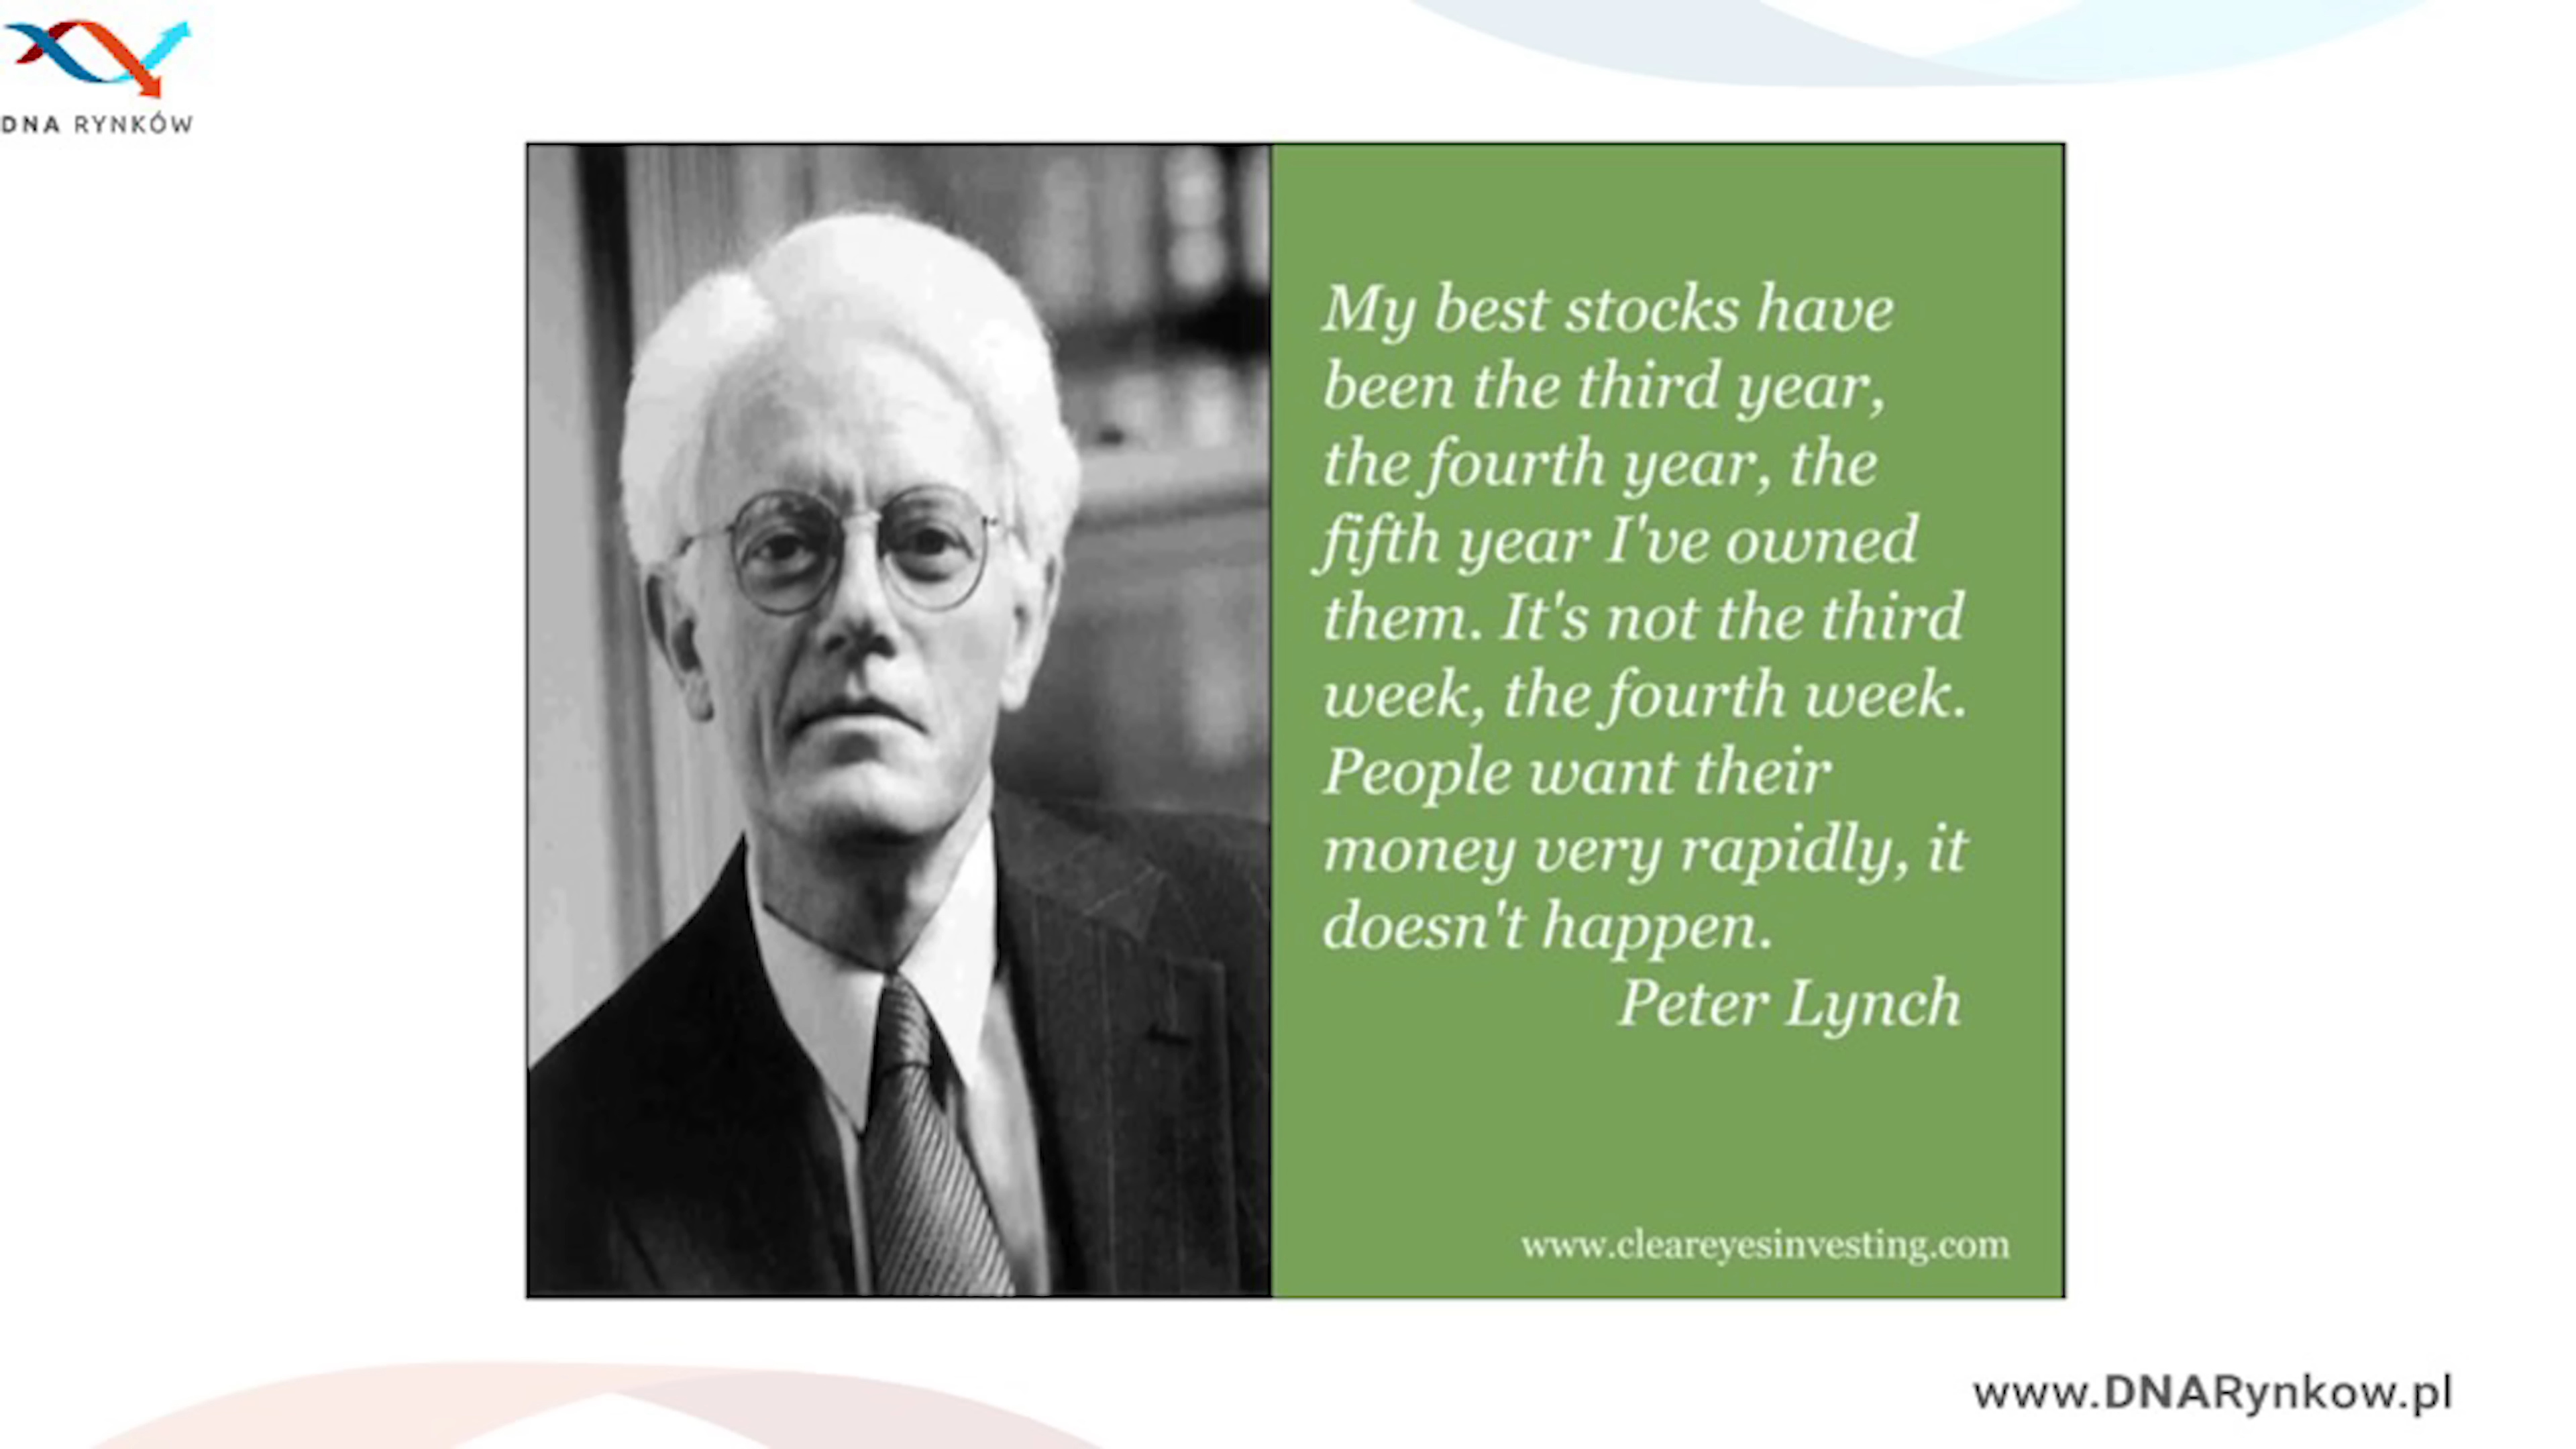 DNA RYNKÓW
My best stocks have
been the third year,
the fourth year, the
fifth year I've owned
them. It's not the third
week, the fourth week.
People want their
money very rapidly, it
doesn't happen.
Peter Lynch
www.cleareyesinvesting.com
www.DNARynkow.pl